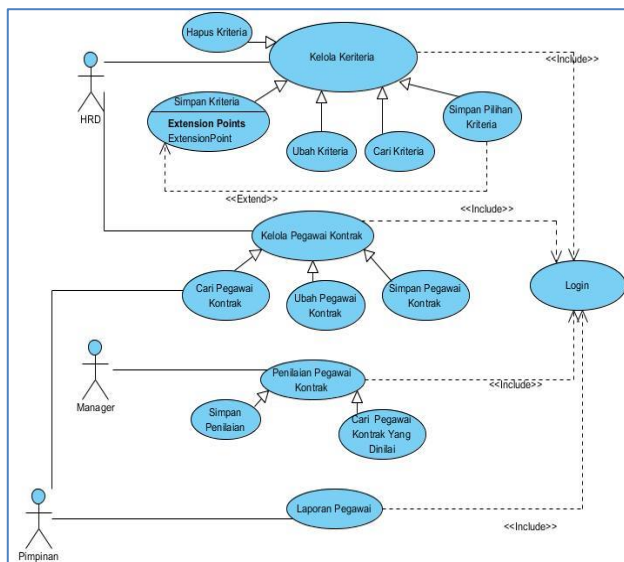 Hapus Kriteria
Kelola Keriteria
<<Include>>
HRD
Simpan Kriteria
Extension Points
ExtensionPoint
Ubah Kriteria
Cari Kriteria
Simpan Pilihan
Kriteria
<<Extend>>
<<Include>>
Kelola Pegawai Kontrak
Cari Pegawai
Kontrak
Ubah Pegawai
Kontrak
Simpan Pegawai
Kontrak
Login
Manager
Penilaian Pegawai
Kontrak
<<Include>>
Simpan
Penilaian
Cari Pegawai
Kontrak Yang
Dinilai
Laporan Pegawai
<<Include>>
Pimpinan